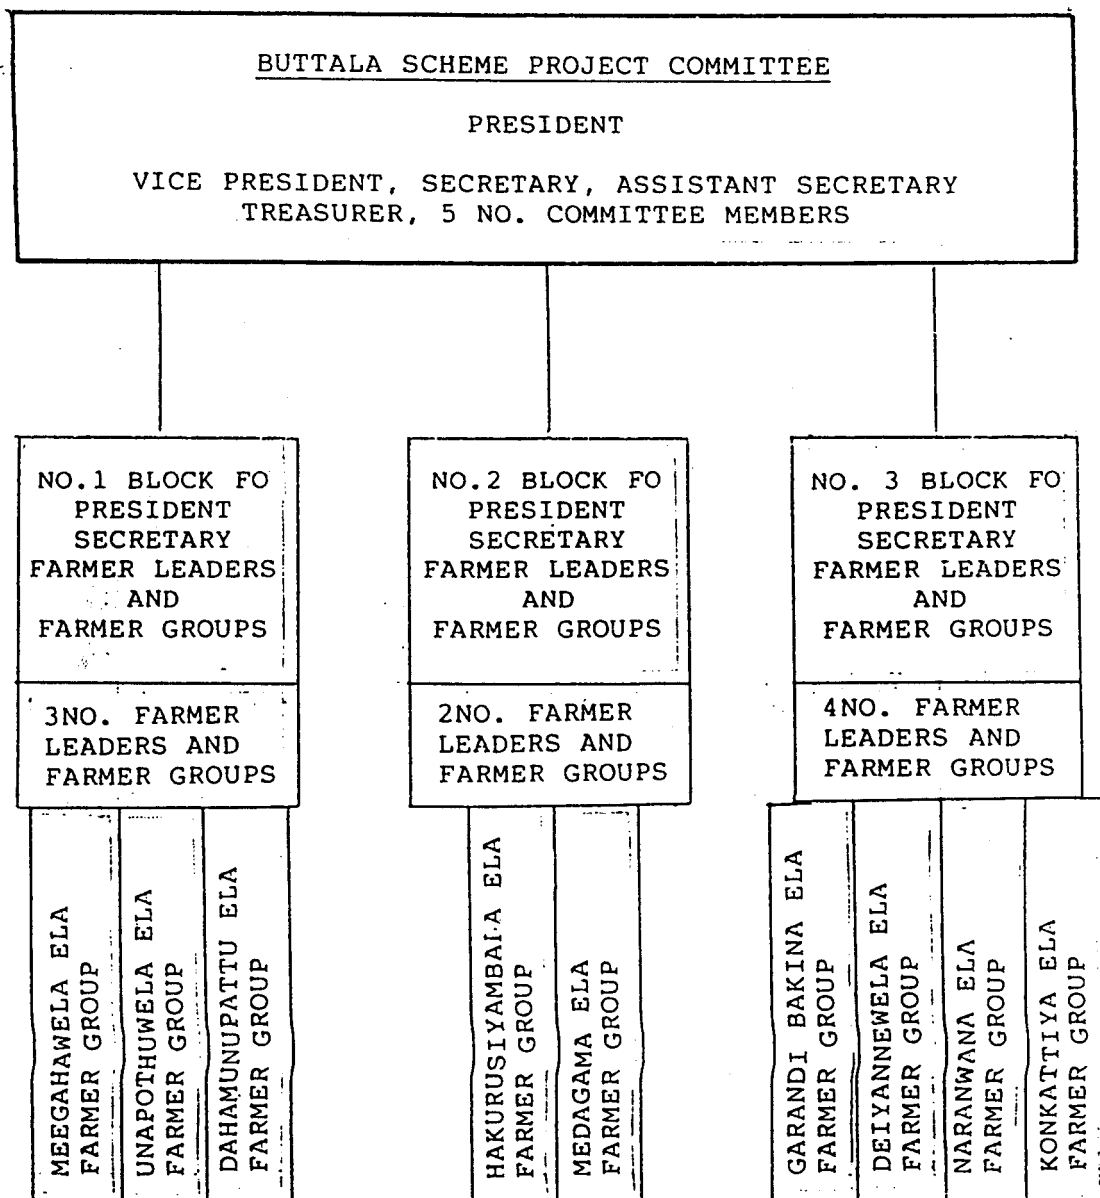 BUTTALA SCHEME PROJECT COMMITTEE
PRESIDENT
VICE PRESIDENT, SECRETARY, ASSISTANT SECRETARY
TREASURER, 5 NO. COMMITTEE MEMBERS
NO.1 BLOCK FO
PRESIDENT
SECRETARY
FARMER LEADERS
AND
FARMER GROUPS
3NO. FARMER
LEADERS AND
FARMER GROUPS
MEEGAHAWELA ELA
FARMER GROUP
UNAPOTHUWELA ELA
FARMER GROUP
DAHAMUNUPATTU ELA
FARMER GROUP
NO.2 BLOCK FO
PRESIDENT
SECRETARY
FARMER LEADERS
AND
FARMER GROUPS
2NO. FARMER
LEADERS AND
FARMER GROUPS
HAKURUSIYAMBALA ELA
FARMER GROUP
MEDAGAMA ELA
FARMER GROUP
NO. 3 BLOCK FO
PRESIDENT
SECRETARY
FARMER LEADERS
AND
FARMER GROUPS
4NO. FARMER
LEADERS AND
FARMER GROUPS
GARANDI BAKINA ELA
FARMER GROUP
DEIYANNEWELA ELA
FARMER GROUP
NARANWANA ELA
FARMER GROUP
KONKATTIYA ELA
FARMER GROUP